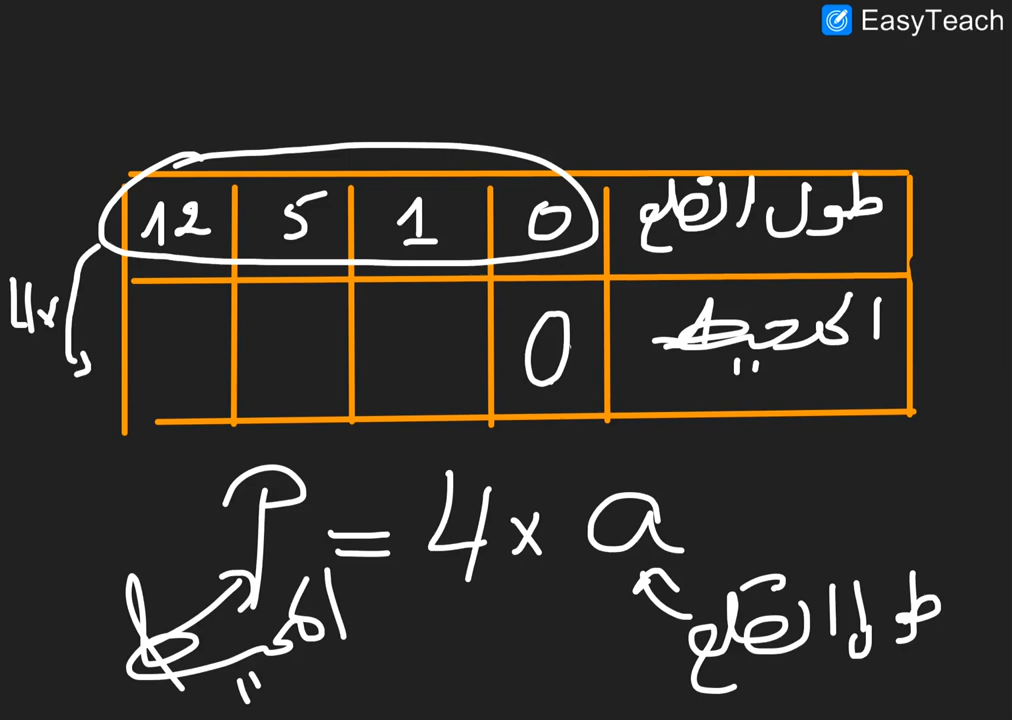 EasyTeach
طول الضلع 0 1 5 12
المحيط 0
4x
P = 4 x a
المحيط
طول الضلع